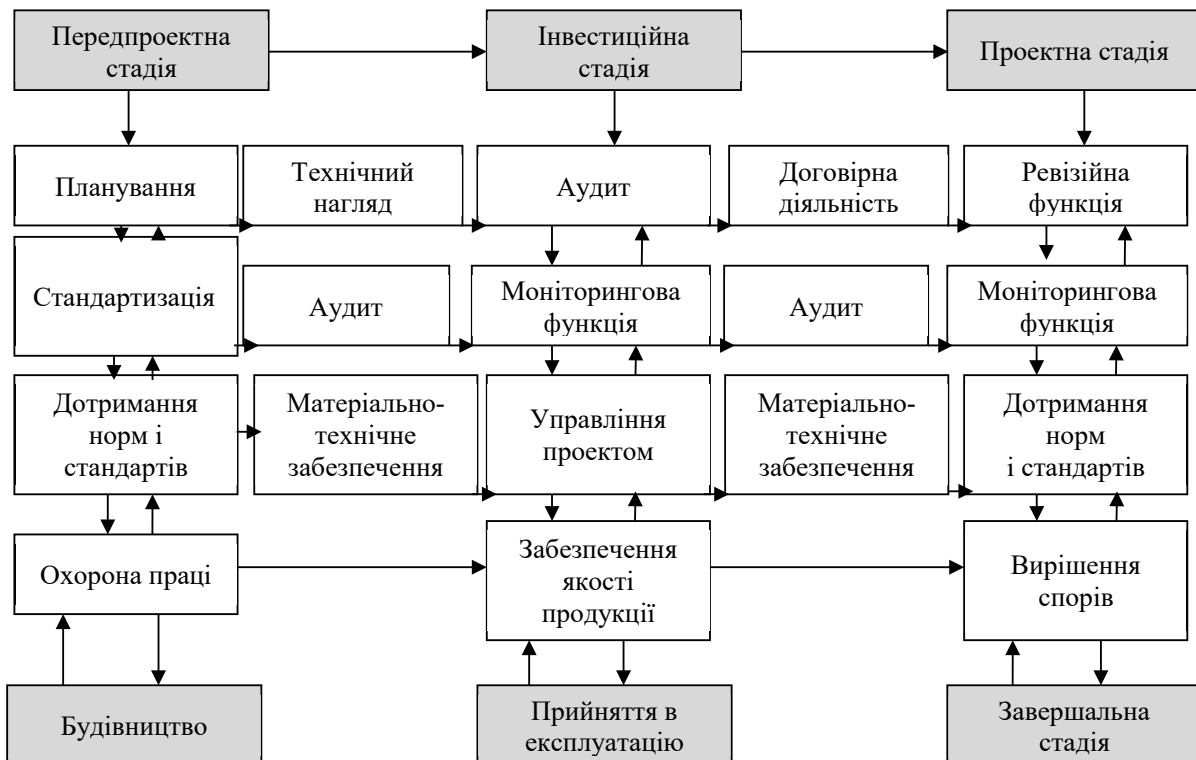 Передпроектна
стадія
Інвестиційна
стадія
Проектна стадія
Планування
Технічний
нагляд
Аудит
Договірна
діяльність
Ревізійна
функція
Стандартизація
Аудит
Моніторингова
функція
Аудит
Моніторингова
функція
Дотримання
норм і
стандартів
Матеріально-
технічне
забезпечення
Управління
проектом
Матеріально-
технічне
забезпечення
Дотримання
норм
і стандартів
Охорона праці
Забезпечення
якості
продукції
Вирішення
спорів
Будівництво
Прийняття в
експлуатацію
Завершальна
стадія